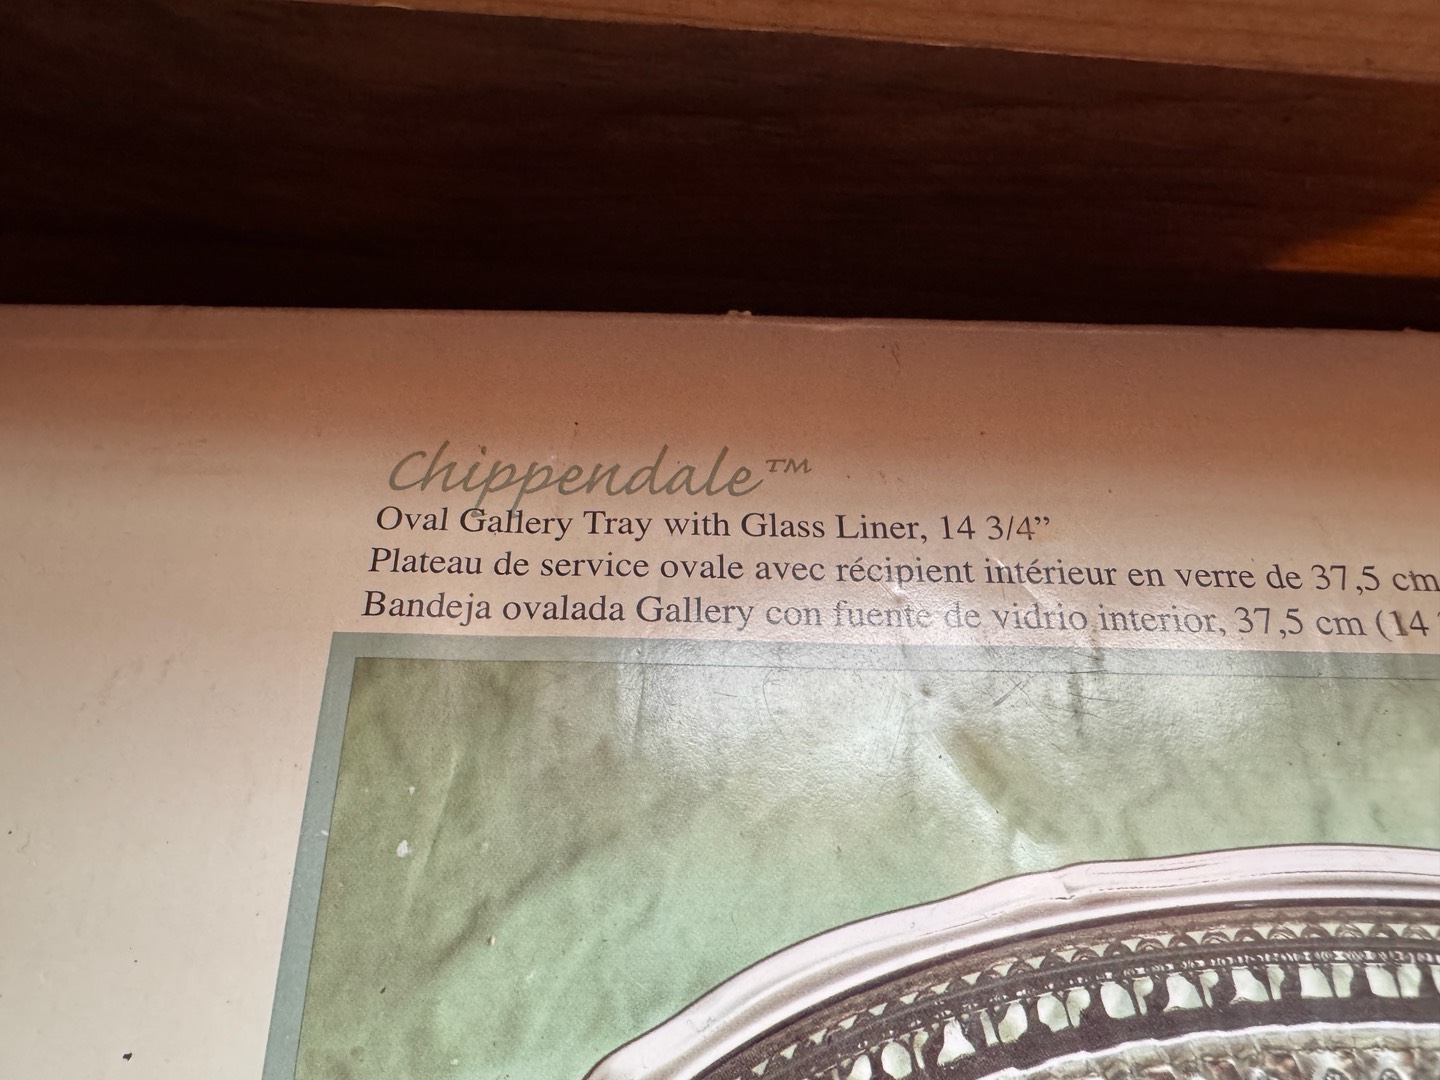 Chippendale™
Oval Gallery Tray with Glass Liner, 14 3/4”
Plateau de service ovale avec récipient intérieur en verre de 37,5 cm
Bandeja ovalada Gallery con fuente de vidrio interior, 37,5 cm (14